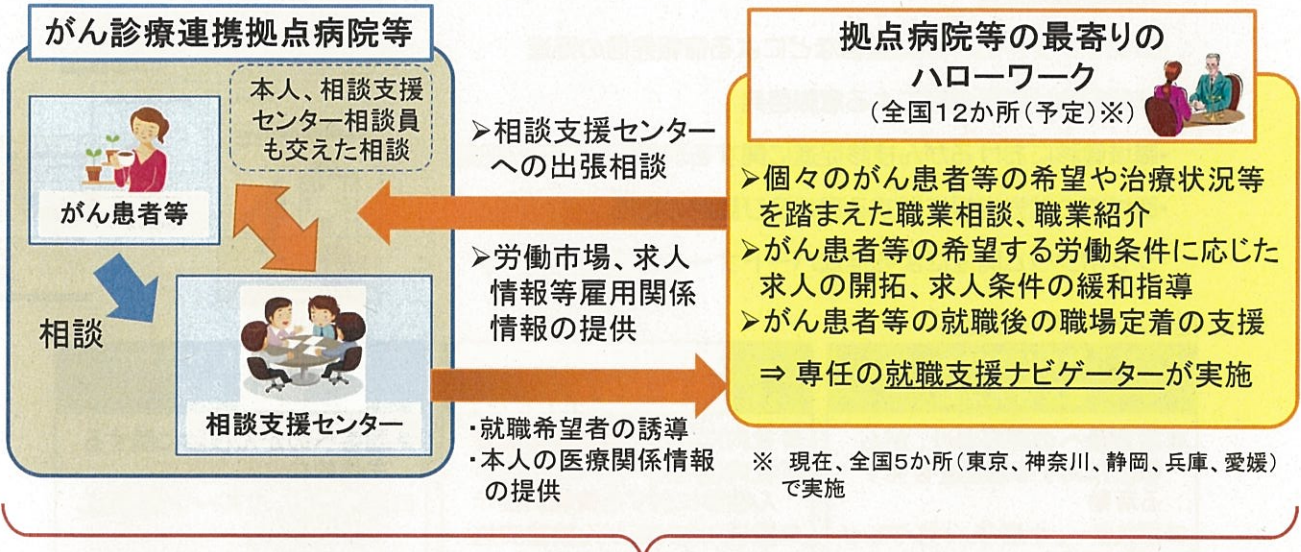 がん診療連携拠点病院等
本人、相談支援
センター相談員
も交えた相談
がん患者等
相談
相談支援センター
➢相談支援センター
への出張相談
➢労働市場、求人
情報等雇用関係
情報の提供
・就職希望者の誘導
・本人の医療関係情報
の提供
拠点病院等の最寄りの
ハローワーク
(全国12か所(予定)※)
➢個々のがん患者等の希望や治療状況等
を踏まえた職業相談、職業紹介
➢がん患者等の希望する労働条件に応じた
求人の開拓、求人条件の緩和指導
➢がん患者等の就職後の職場定着の支援
⇒ 専任の就職支援ナビゲーターが実施
※ 現在、全国5か所(東京、神奈川、静岡、兵庫、愛媛)
で実施